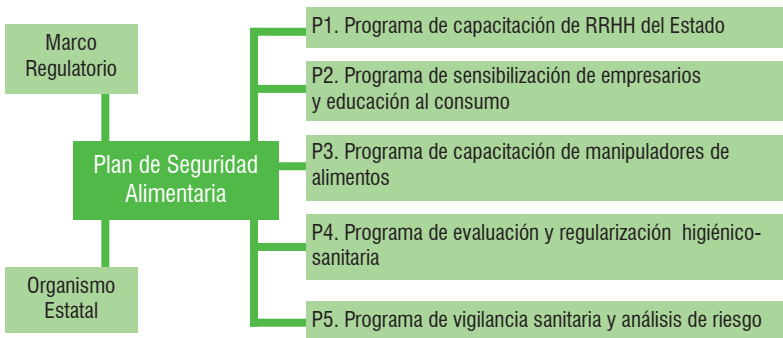 Marco
Regulatorio
Plan de Seguridad
Alimentaria
Organismo
Estatal
P1. Programa de capacitación de RRHH del Estado
P2. Programa de sensibilización de empresarios
y educación al consumo
P3. Programa de capacitación de manipuladores de
alimentos
P4. Programa de evaluación y regularización higiénico-
sanitaria
P5. Programa de vigilancia sanitaria y análisis de riesgo